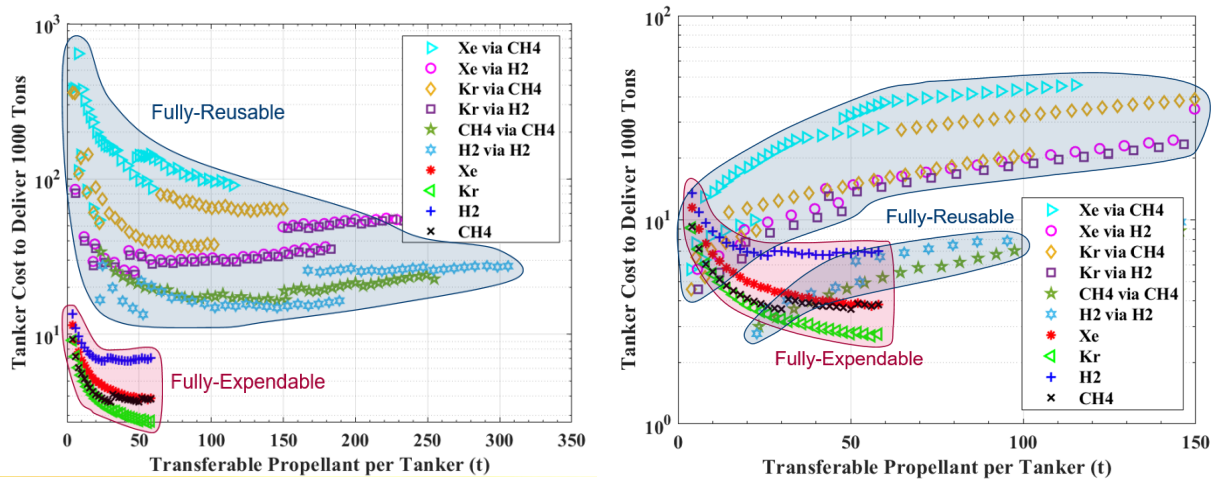 Tanker Cost to Deliver 1000 Tons
10³
10²
10¹
Fully-Reusable
Fully-Expendable
Xe via CH4
Xe via H2
Kr via CH4
Kr via H2
CH4 via CH4
H2 via H2
Xe
Kr
H2
CH4
0 50 100 150 200 250 300 350
Transferable Propellant per Tanker (t)
Tanker Cost to Deliver 1000 Tons
10²
10¹
10⁰
Fully-Reusable
Fully-Expendable
Xe via CH4
Xe via H2
Kr via CH4
Kr via H2
CH4 via CH4
H2 via H2
Xe
Kr
H2
CH4
0 50 100 150
Transferable Propellant per Tanker (t)